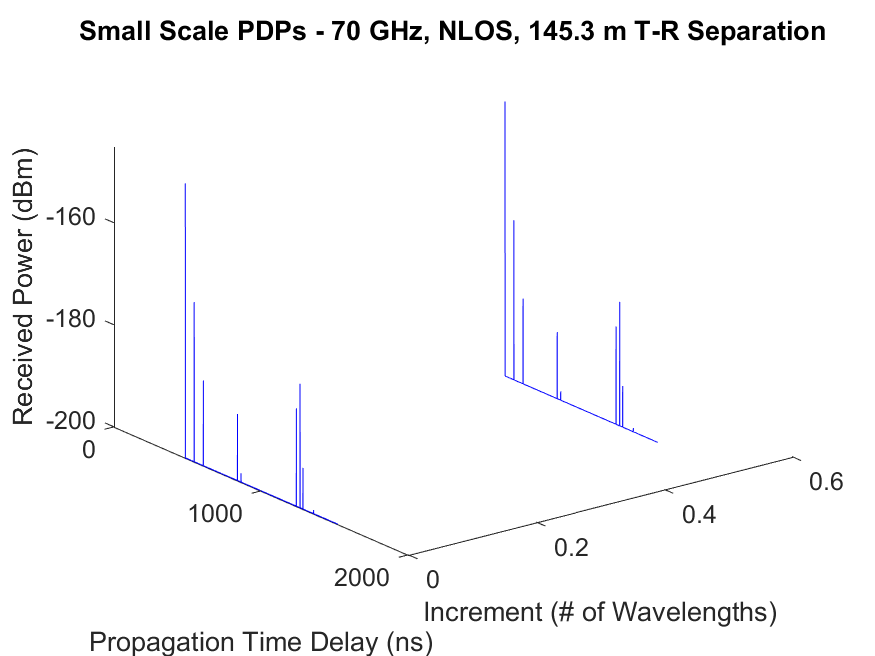 Small Scale PDPs - 70 GHz, NLOS, 145.3 m T-R Separation
Received Power (dBm)
-160
-180
-200
0
1000
2000
Propagation Time Delay (ns)
0
0.2
0.4
0.6
Increment (# of Wavelengths)